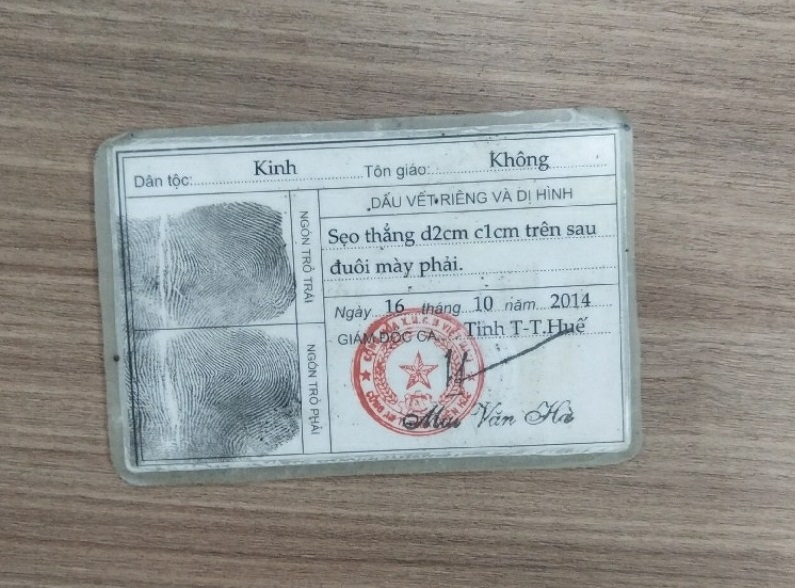 Dân tộc: Kinh Tôn giáo: Không
NGÓN TRỎ TRÁI
NGÓN TRỎ PHẢI
DẤU VẾT RIÊNG VÀ DỊ HÌNH
Sẹo thẳng d2cm c1cm trên sau
đuôi mày phải.
Ngày 16 tháng 10 năm 2014
GIÁM ĐỐC CA Tỉnh T-T.Huế
Mai Văn Hà